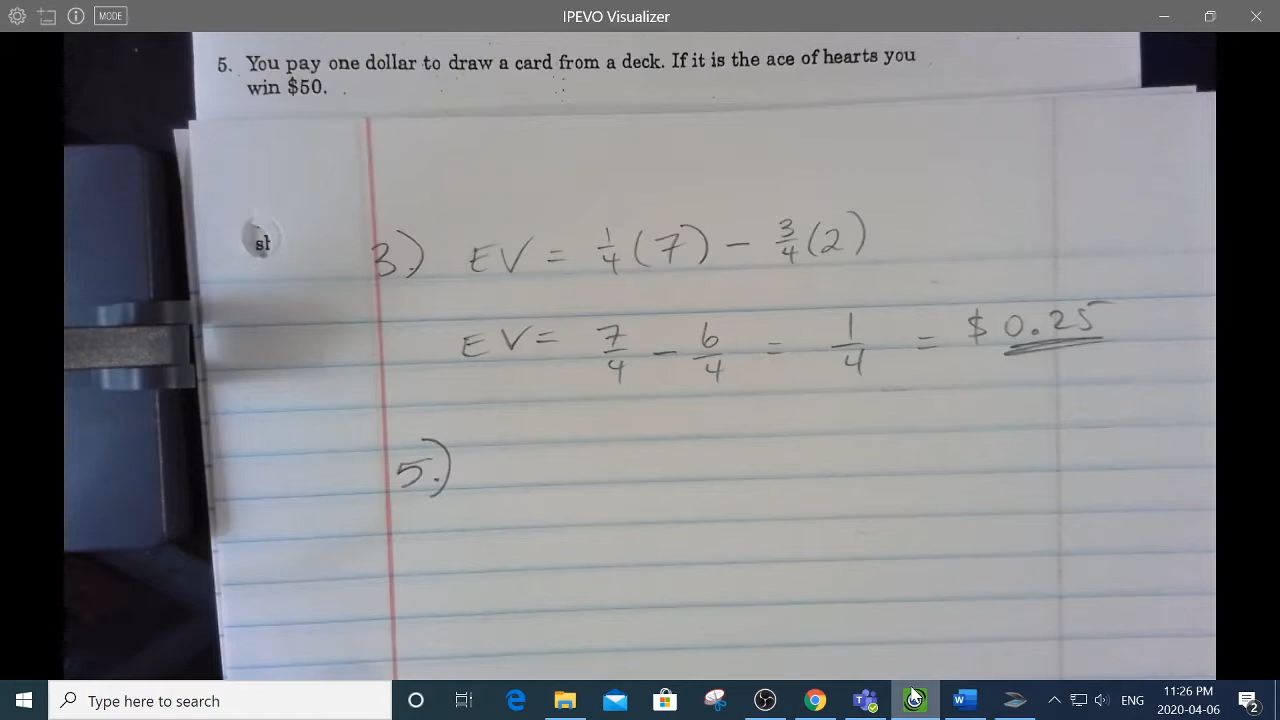 IPEVO Visualizer
MODE
5. You pay one dollar to draw a card from a deck. If it is the ace of hearts you
win $50.
sh
3.) EV = 1/4 (7) - 3/4 (2)
EV = 7/4 - 6/4 = 1/4 = $ 0.25
5.)
Type here to search
ENG
11:26 PM
2020-04-06
2